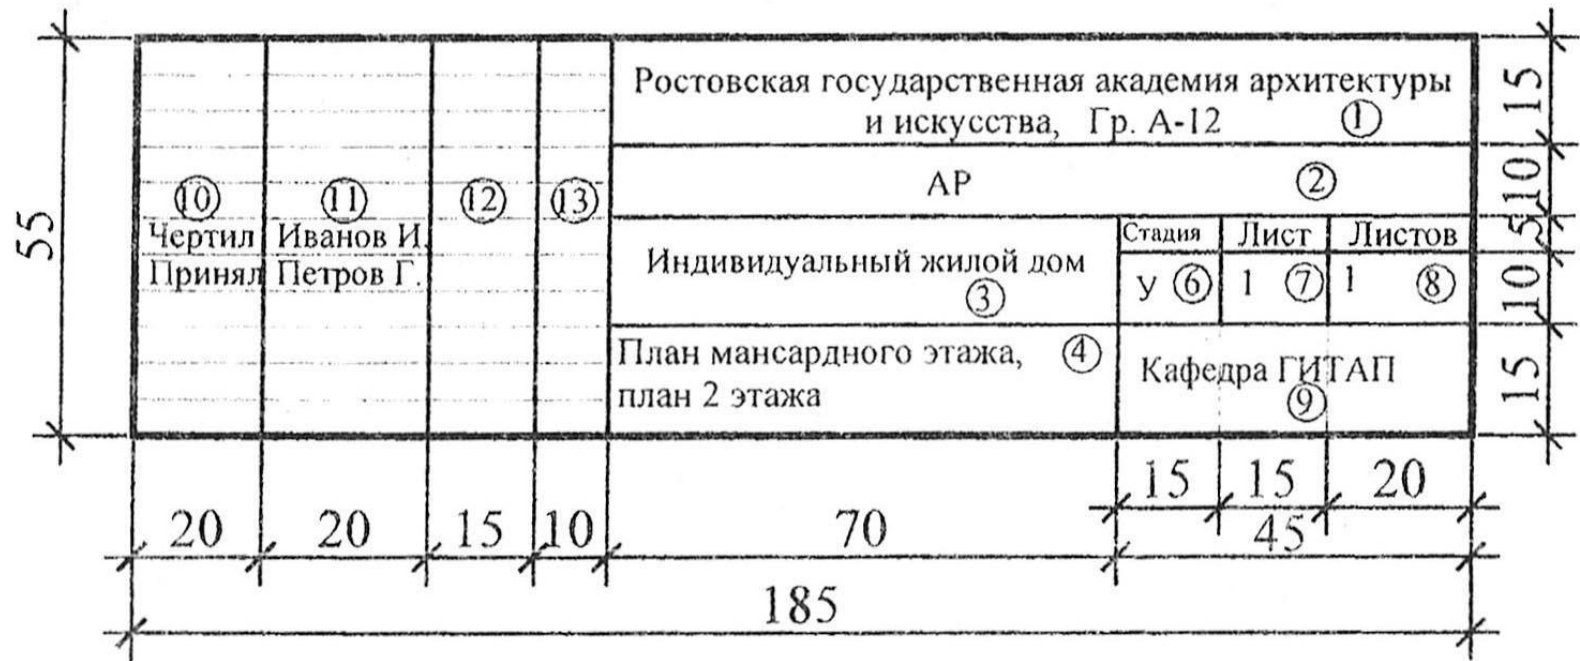 Ростовская государственная академия архитектуры
и искусства, Гр. А-12 ①
АР ②
⑩ ⑪ ⑫ ⑬
Чертил Иванов И.
Принял Петров Г.
Индивидуальный жилой дом
③
Стадия Лист Листов
У ⑥ 1 ⑦ 1 ⑧
План мансардного этажа, ④
план 2 этажа
Кафедра ГИТАП
⑨
55
15
10
5
10
15
15 15 20
20 20 15 10 70 45
185